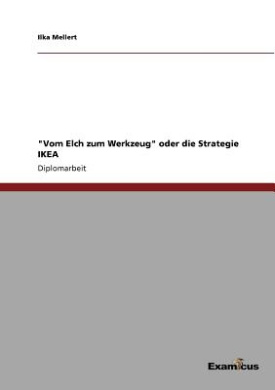 Ilka Mellert
"Vom Elch zum Werkzeug" oder die Strategie
IKEA
Diplomarbeit
Examicus